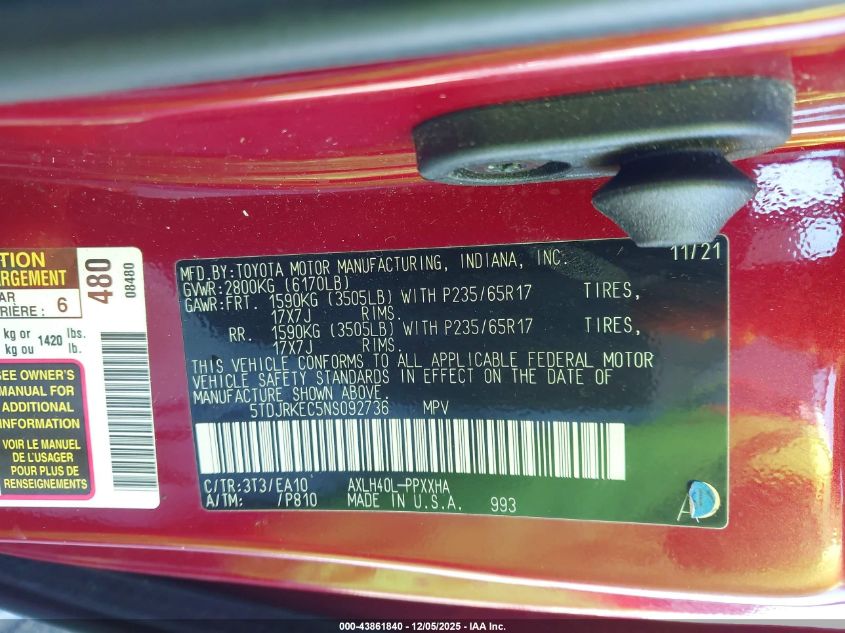 TION
ERGEMENT
AR
RIÈRE: 6
480
08480
kg or 1420 lbs.
kg ou lb.
SEE OWNER'S
MANUAL FOR
ADDITIONAL
INFORMATION
VOIR LE MANUEL
DE L'USAGER
POUR PLUS DE
RENSEIGNEMENTS
MFD.BY:TOYOTA MOTOR MANUFACTURING, INDIANA, INC. 11/21
GVWR:2800KG (6170LB)
GAWR:FRT. 1590KG (3505LB) WITH P235/65R17 TIRES,
17X7J RIMS.
RR. 1590KG (3505LB) WITH P235/65R17 TIRES,
17X7J RIMS.
THIS VEHICLE CONFORMS TO ALL APPLICABLE FEDERAL MOTOR
VEHICLE SAFETY STANDARDS IN EFFECT ON THE DATE OF
MANUFACTURE SHOWN ABOVE.
5TDJRKEC5NS092736 MPV
C/TR:3T3/EA10 AXLH40L-PPXXHA
A/TM: /P810 MADE IN U.S.A. 993
A
000-43861840 - 12/05/2025 - IAA Inc.